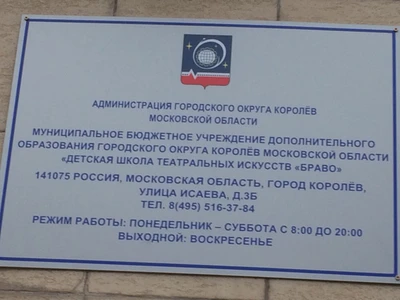 АДМИНИСТРАЦИЯ ГОРОДСКОГО ОКРУГА КОРОЛЁВ
МОСКОВСКОЙ ОБЛАСТИ
МУНИЦИПАЛЬНОЕ БЮДЖЕТНОЕ УЧРЕЖДЕНИЕ ДОПОЛНИТЕЛЬНОГО
ОБРАЗОВАНИЯ ГОРОДСКОГО ОКРУГА КОРОЛЁВ МОСКОВСКОЙ ОБЛАСТИ
«ДЕТСКАЯ ШКОЛА ТЕАТРАЛЬНЫХ ИСКУССТВ «БРАВО»
141075 РОССИЯ, МОСКОВСКАЯ ОБЛАСТЬ, ГОРОД КОРОЛЁВ,
УЛИЦА ИСАЕВА, Д.3Б
ТЕЛ. 8(495) 516-37-84
РЕЖИМ РАБОТЫ: ПОНЕДЕЛЬНИК – СУББОТА С 8:00 ДО 20:00
ВЫХОДНОЙ: ВОСКРЕСЕНЬЕ